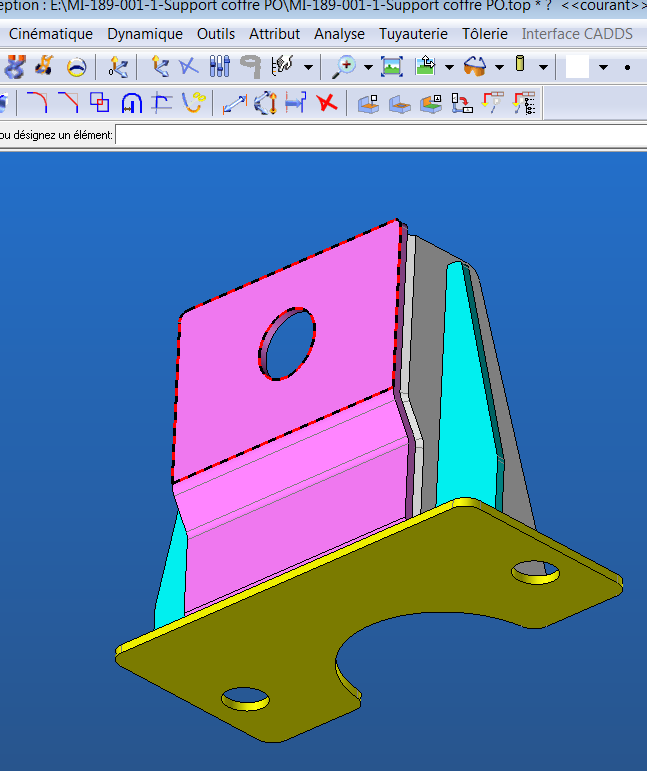 eption : E:\MI-189-001-1-Support coffre PO\MI-189-001-1-Support coffre PO.top * ? <<courant>>
Cinématique Dynamique Outils Attribut Analyse Tuyauterie Tôlerie Interface CADDS
ou désignez un élément: